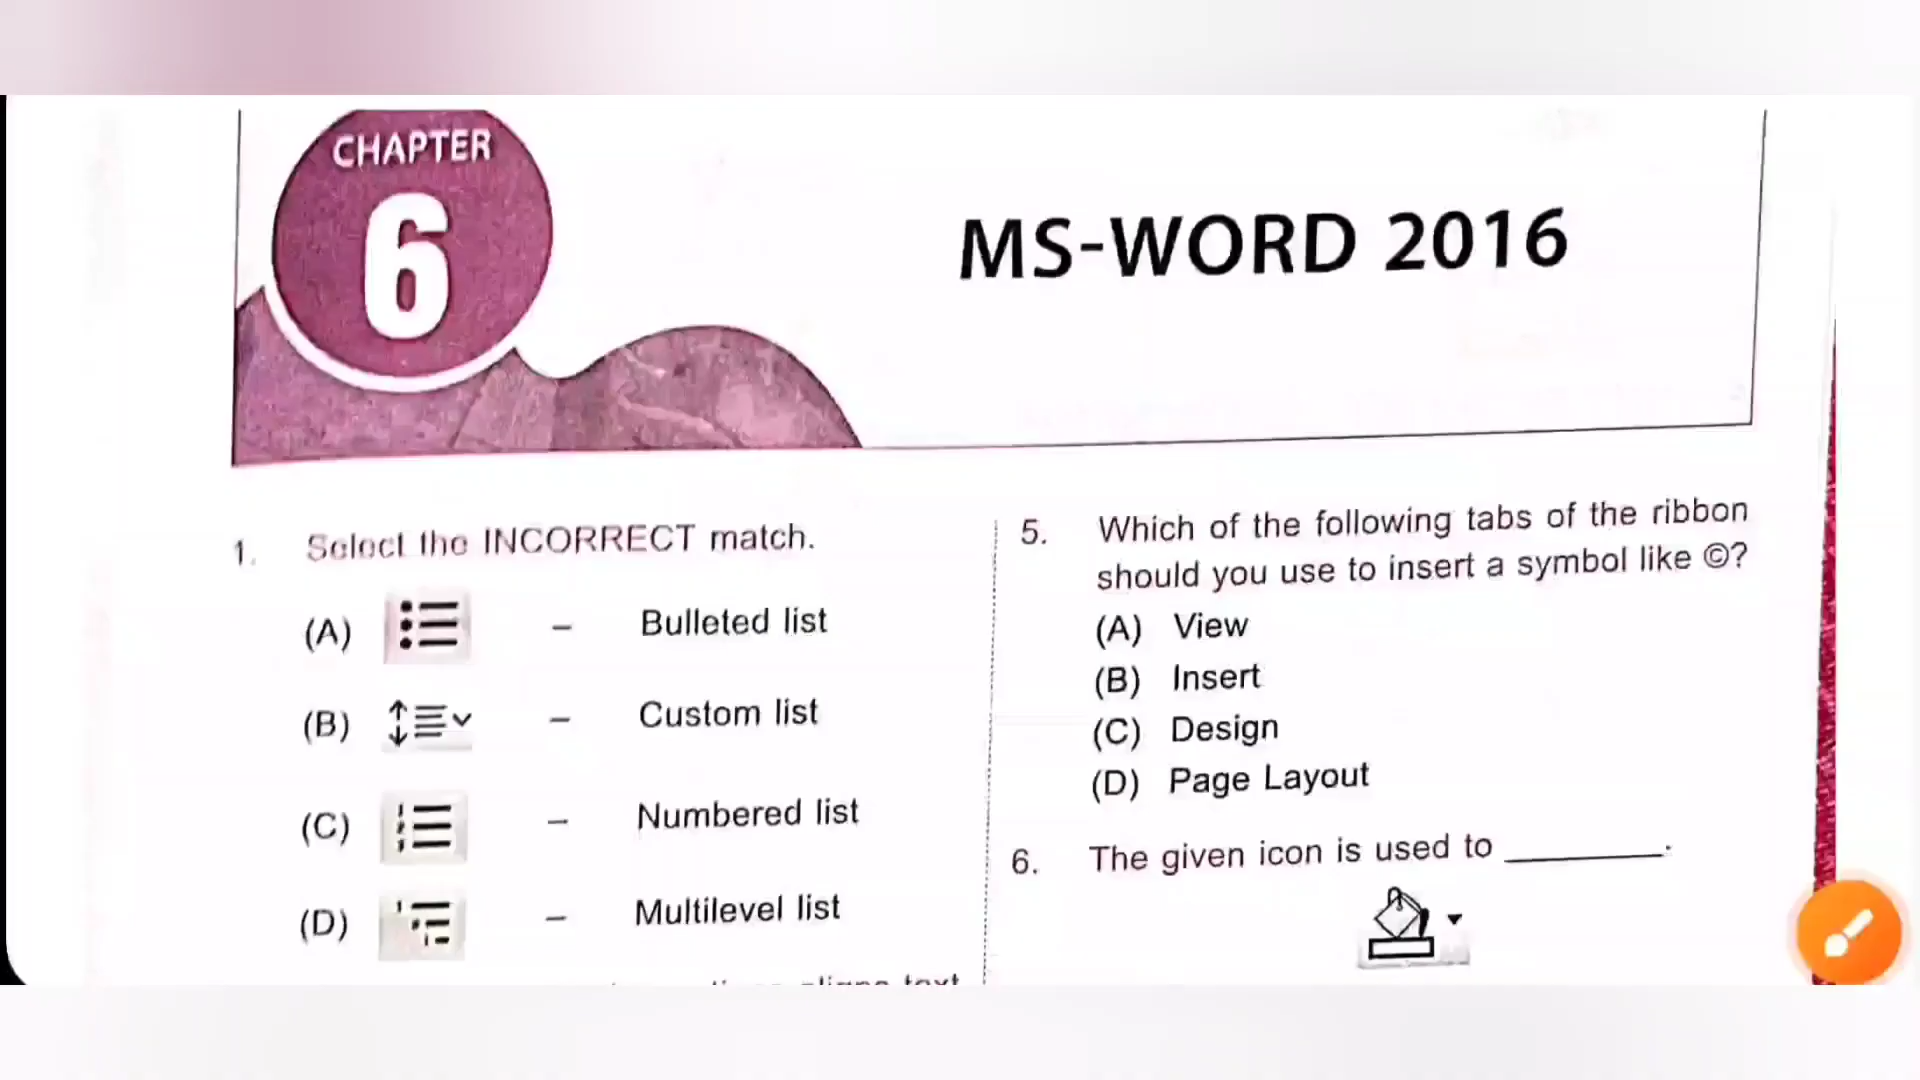 CHAPTER
6
MS-WORD 2016
1. Select the INCORRECT match.
(A) – Bulleted list
(B) – Custom list
(C) – Numbered list
(D) – Multilevel list
aligns text
5. Which of the following tabs of the ribbon
should you use to insert a symbol like ©?
(A) View
(B) Insert
(C) Design
(D) Page Layout
6. The given icon is used to ________.